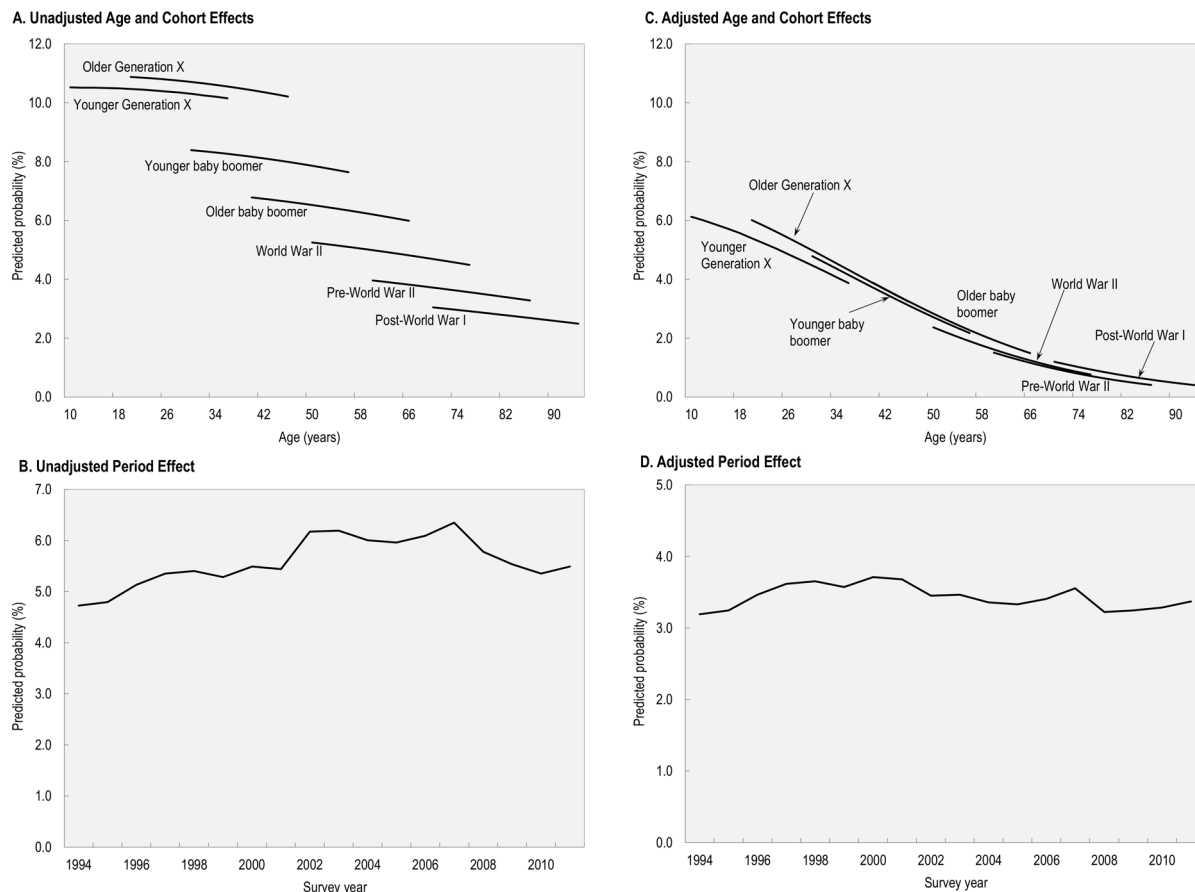 A. Unadjusted Age and Cohort Effects
12.0
10.0
8.0
6.0
4.0
2.0
0.0
Predicted probability (%)
Older Generation X
Younger Generation X
Younger baby boomer
Older baby boomer
World War II
Pre-World War II
Post-World War I
10 18 26 34 42 50 58 66 74 82 90
Age (years)
C. Adjusted Age and Cohort Effects
12.0
10.0
8.0
6.0
4.0
2.0
0.0
Predicted probability (%)
Older Generation X
Younger
Generation X
Younger baby
boomer
Older baby
boomer
World War II
Post-World War I
Pre-World War II
10 18 26 34 42 50 58 66 74 82 90
Age (years)
B. Unadjusted Period Effect
7.0
6.0
5.0
4.0
3.0
2.0
1.0
0.0
Predicted probability (%)
1994 1996 1998 2000 2002 2004 2006 2008 2010
Survey year
D. Adjusted Period Effect
5.0
4.0
3.0
2.0
1.0
0.0
Predicted probability (%)
1994 1996 1998 2000 2002 2004 2006 2008 2010
Survey year